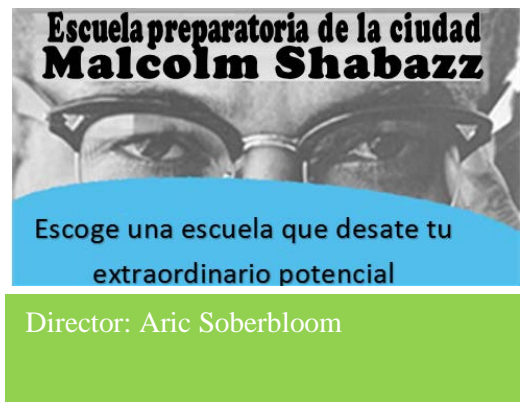 Escuela preparatoria de la ciudad
Malcolm Shabazz
Escoge una escuela que desate tu
extraordinario potencial
Director: Aric Soberbloom